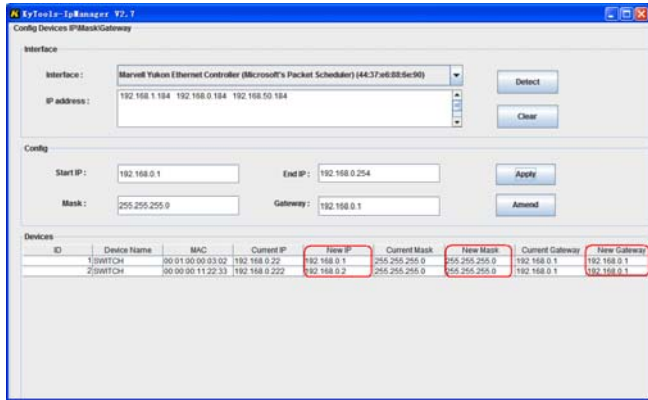 KyTools-IpManager V2.7
Config Devices IP\Mask\Gateway
Interface
Interface : Marvell Yukon Ethernet Controller (Microsoft's Packet Scheduler) (44:37:e6:88:6e:90) Detect
IP address : 192.168.1.184 192.168.0.184 192.168.50.184
Clear
Config
Start IP : 192.168.0.1 End IP : 192.168.0.254 Apply
Mask : 255.255.255.0 Gateway : 192.168.0.1 Amend
Devices
ID Device Name MAC Current IP New IP Current Mask New Mask Current Gateway New Gateway
1 SWITCH 00:01:00:00:03:02 192.168.0.22 192.168.0.1 255.255.255.0 255.255.255.0 192.168.0.1 192.168.0.1
2 SWITCH 00:00:00:11:22:33 192.168.0.222 192.168.0.2 255.255.255.0 255.255.255.0 192.168.0.1 192.168.0.1